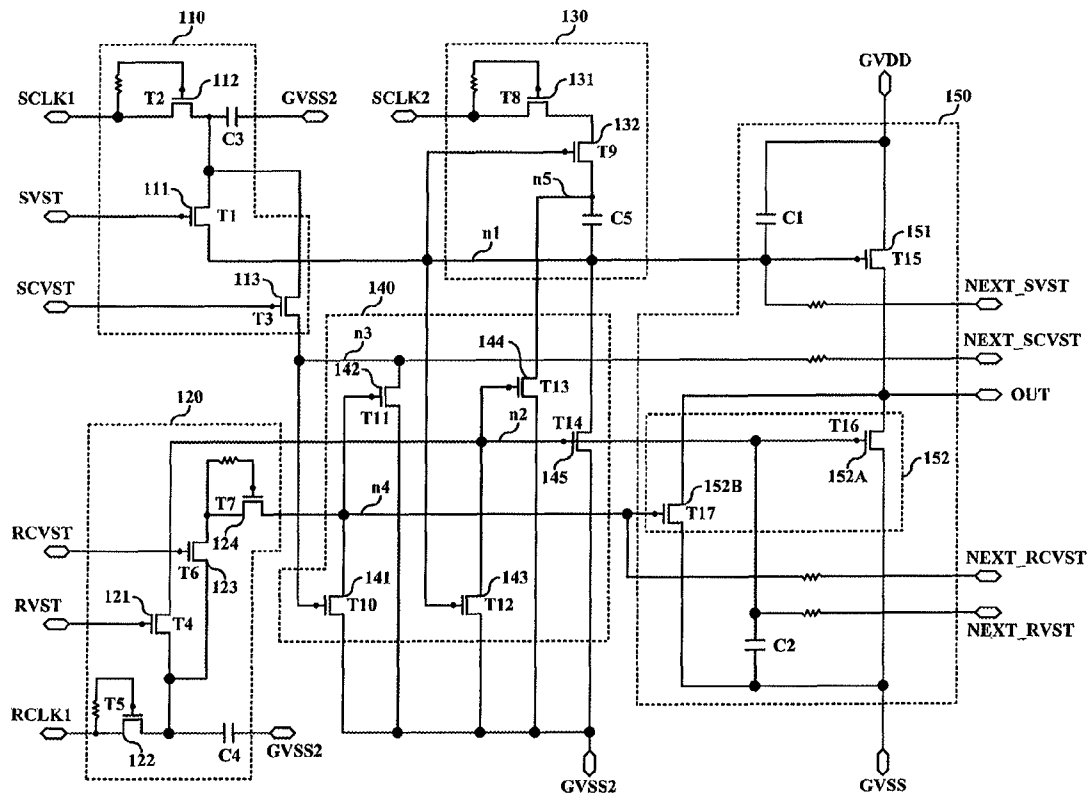 110
130
GVDD
112
131
SCLK1
T2
GVSS2
SCLK2
T8
150
C3
132
T9
111
n5
SVST
T1
C5
C1
n1
151
T15
113
140
SCVST
T3
NEXT_SVST
n3
144
NEXT_SCVST
142
T13
120
T11
n2
T14
OUT
T16
145
152A
152
T7
n4
152B
124
T17
RCVST
T6
123
141
143
NEXT_RCVST
121
T10
T12
RVST
T4
NEXT_RVST
C2
T5
RCLK1
122
C4
GVSS2
GVSS2
GVSS